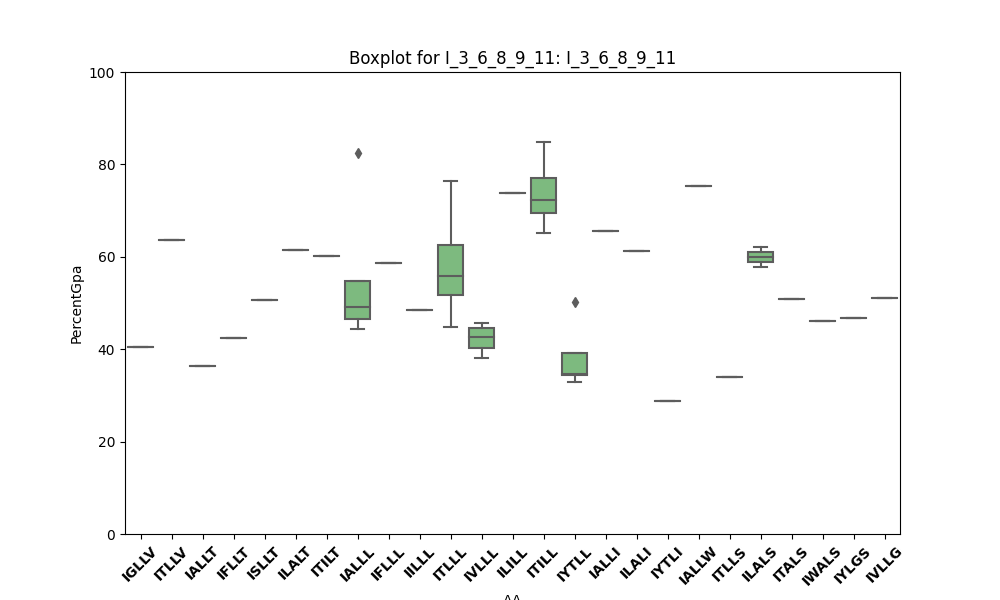 Boxplot for I_3_6_8_9_11: I_3_6_8_9_11
100
80
60
40
20
0
PercentGpa
IGLLV ITLLV IALLT IFLLT ISLLT ILALT ITILT IALLL IFLLL IILLL ITLLL IVLLL ILILL ITILL IYTLL IALLI ILALI IYTLI IALLW ITLLS ILALS ITALS IWALS IYLGS IVLLG
AA